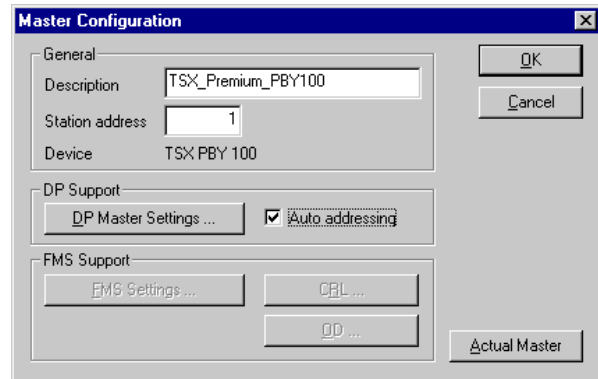 Master Configuration
General
Description TSX_Premium_PBY100
Station address 1
Device TSX PBY 100
OK
Cancel
DP Support
DP Master Settings ... Auto addressing
FMS Support
FMS Settings ... CRL ...
OD ...
Actual Master